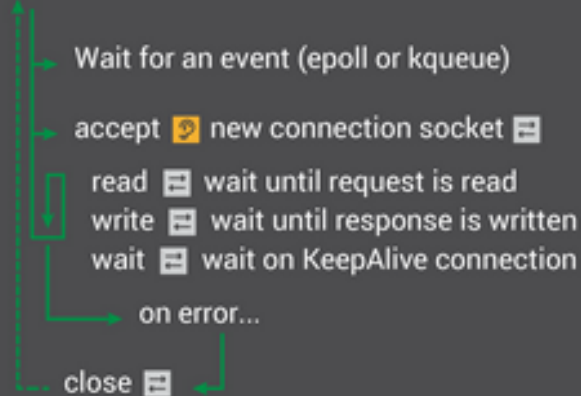 Wait for an event (epoll or kqueue)
accept new connection socket
read wait until request is read
write wait until response is written
wait wait on KeepAlive connection
on error...
close